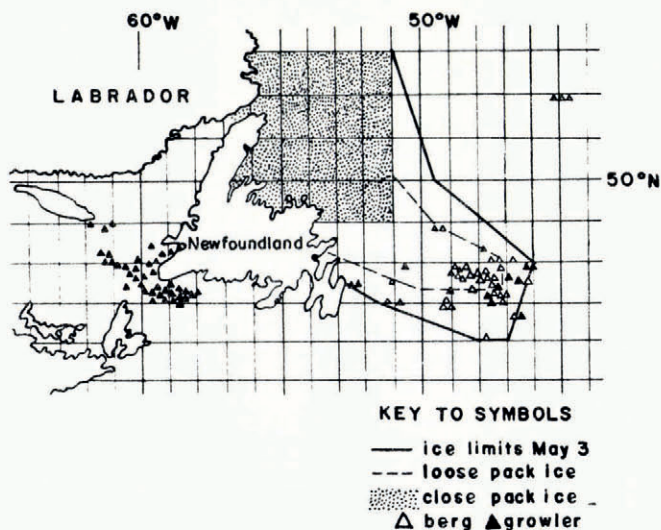 60°W 50°W
LABRADOR
50°N
Newfoundland
KEY TO SYMBOLS
ice limits May 3
loose pack ice
close pack ice
berg growler